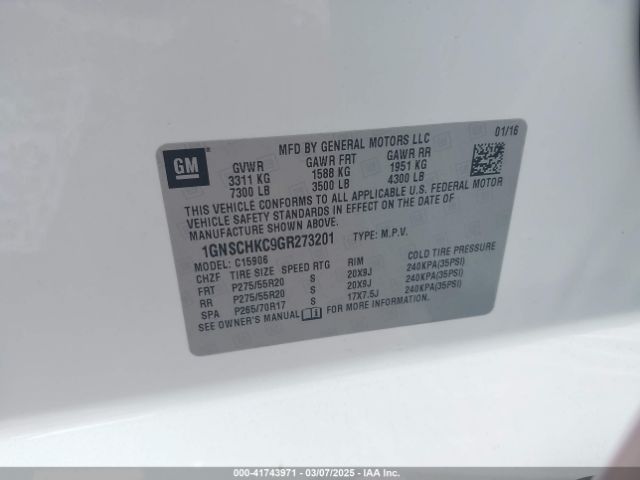 01/16
MFD BY GENERAL MOTORS LLC
GM
GVWR GAWR FRT GAWR RR
3311 KG 1588 KG 1951 KG
7300 LB 3500 LB 4300 LB
THIS VEHICLE CONFORMS TO ALL APPLICABLE U.S. FEDERAL MOTOR
VEHICLE SAFETY STANDARDS IN EFFECT ON THE DATE OF
MANUFACTURE SHOWN ABOVE.
1GNSCHKC9GR273201 TYPE: M.P.V.
MODEL: C15906
CHZF TIRE SIZE SPEED RTG RIM COLD TIRE PRESSURE
FRT P275/55R20 S 20X9J 240KPA(35PSI)
RR P275/55R20 S 20X9J 240KPA(35PSI)
SPA P265/70R17 S 17X7.5J 240KPA(35PSI)
SEE OWNER'S MANUAL FOR MORE INFORMATION.
000-41743971 - 03/07/2025 - IAA Inc.